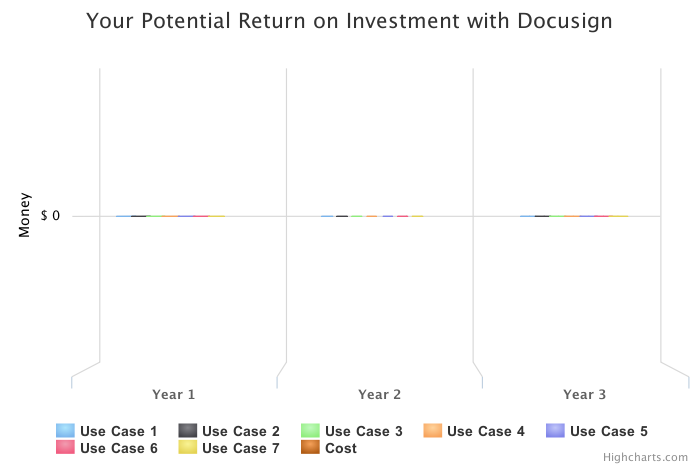 Your Potential Return on Investment with Docusign
Money
$ 0
Year 1 Year 2 Year 3
Use Case 1 Use Case 2 Use Case 3 Use Case 4 Use Case 5
Use Case 6 Use Case 7 Cost
Highcharts.com